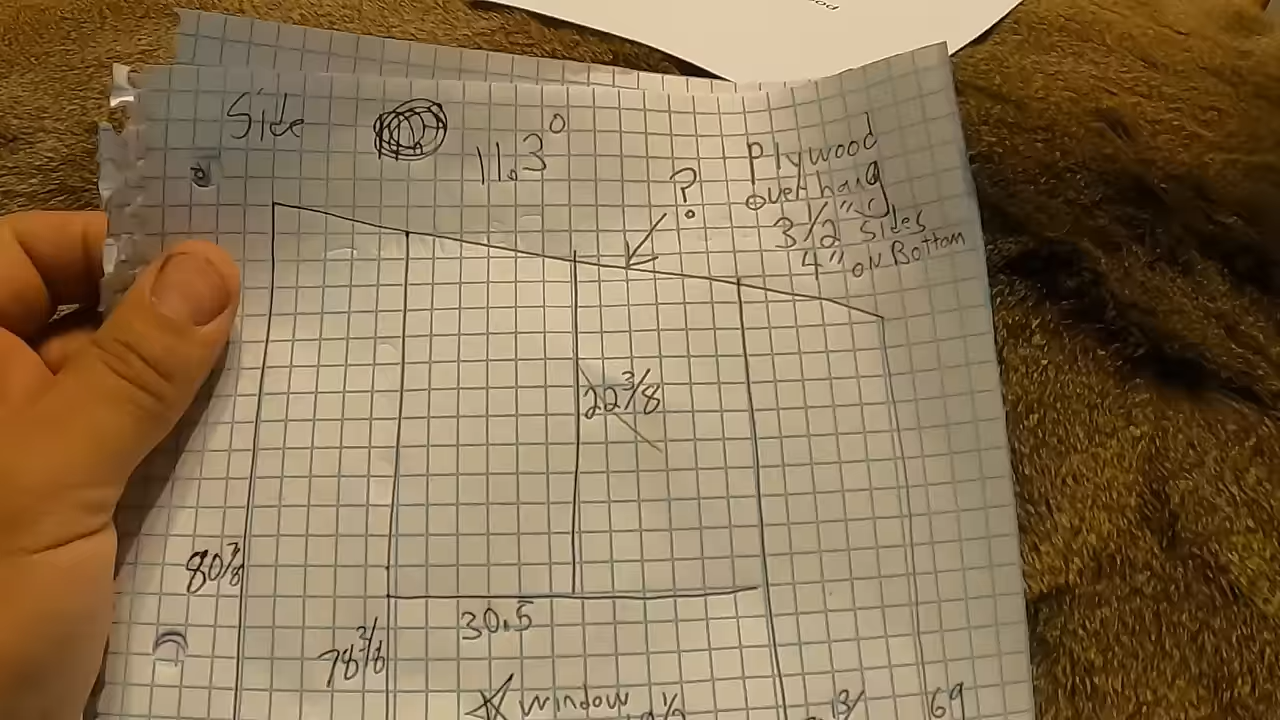 Side
11.3°
?
Plywood
overhang
3 1/2" sides
4" on Bottom
22 3/8
80 7/8
30.5
78 3/8
window
13/
69